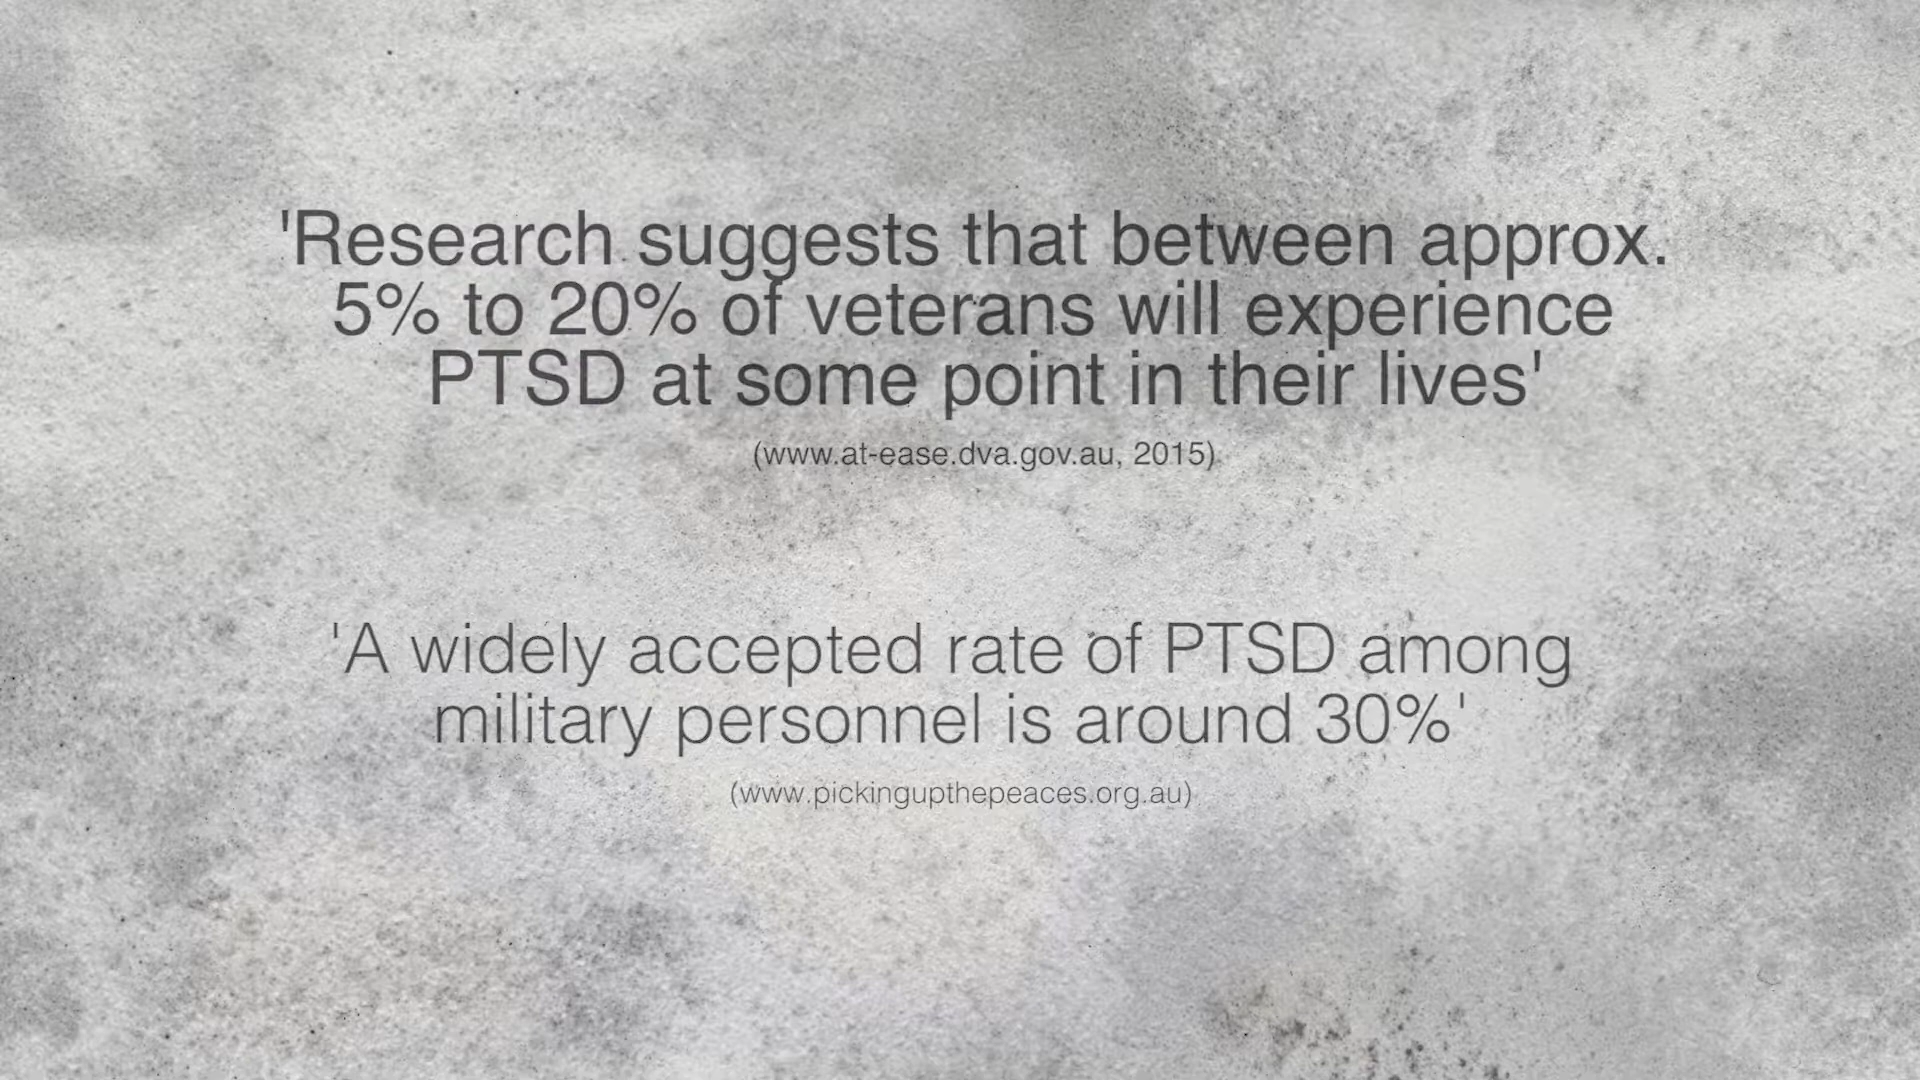 'Research suggests that between approx.
5% to 20% of veterans will experience
PTSD at some point in their lives'
(www.at-ease.dva.gov.au, 2015)
'A widely accepted rate of PTSD among
military personnel is around 30%'
(www.pickingupthepeaces.org.au)